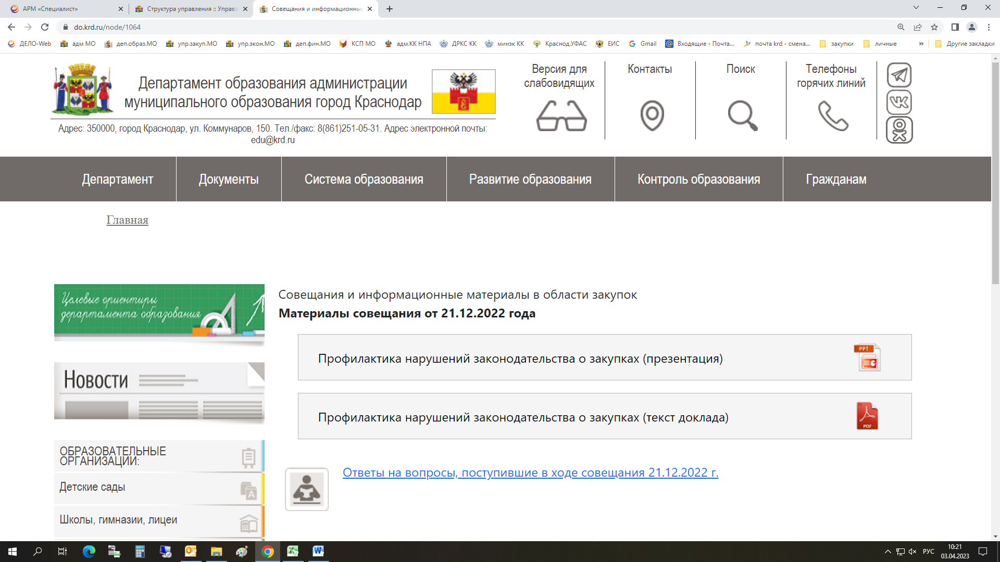 АРМ «Специалист»
Структура управления :: Управл
Совещания и информационные
do.krd.ru/node/1064
ДЕЛО-Web
адм МО
деп.образ.МО
упр.закуп.МО
упр.экон.МО
деп.фин.МО
КСП МО
адм.КК НПА
ДРКС КК
минэк КК
Краснод.УФАС
ЕИС
Gmail
Входящие - Почта...
почта krd - смена...
закупки
личные
»
Другие закладки
Департамент образования администрации
муниципального образования город Краснодар
Адрес: 350000, город Краснодар, ул. Коммунаров, 150. Тел./факс: 8(861)251-05-31. Адрес электронной почты:
edu@krd.ru
Версия для
слабовидящих
Контакты
Поиск
Телефоны
горячих линий
Департамент
Документы
Система образования
Развитие образования
Контроль образования
Гражданам
Главная
Целевые ориентиры
департамента образования
Новости
ОБРАЗОВАТЕЛЬНЫЕ
ОРГАНИЗАЦИИ:
Детские сады
Школы, гимназии, лицеи
Совещания и информационные материалы в области закупок
Материалы совещания от 21.12.2022 года
Профилактика нарушений законодательства о закупках (презентация)
PPT
Профилактика нарушений законодательства о закупках (текст доклада)
PDF
Ответы на вопросы, поступившие в ходе совещания 21.12.2022 г.
РУС
10:21
03.04.2023